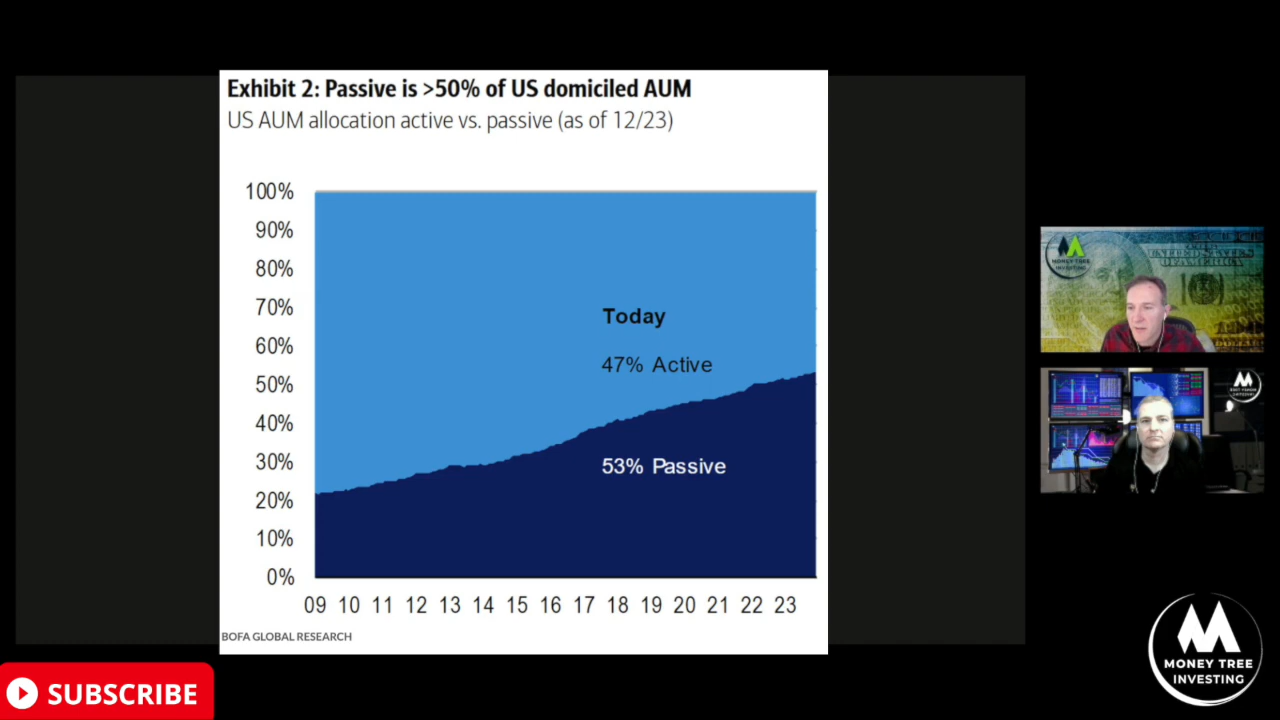 Exhibit 2: Passive is >50% of US domiciled AUM
US AUM allocation active vs. passive (as of 12/23)
100%
90%
80%
70%
60%
50%
40%
30%
20%
10%
0%
Today
47% Active
53% Passive
09 10 11 12 13 14 15 16 17 18 19 20 21 22 23
BOFA GLOBAL RESEARCH
MONEY TREE
INVESTING
SUBSCRIBE
MONEY TREE
INVESTING